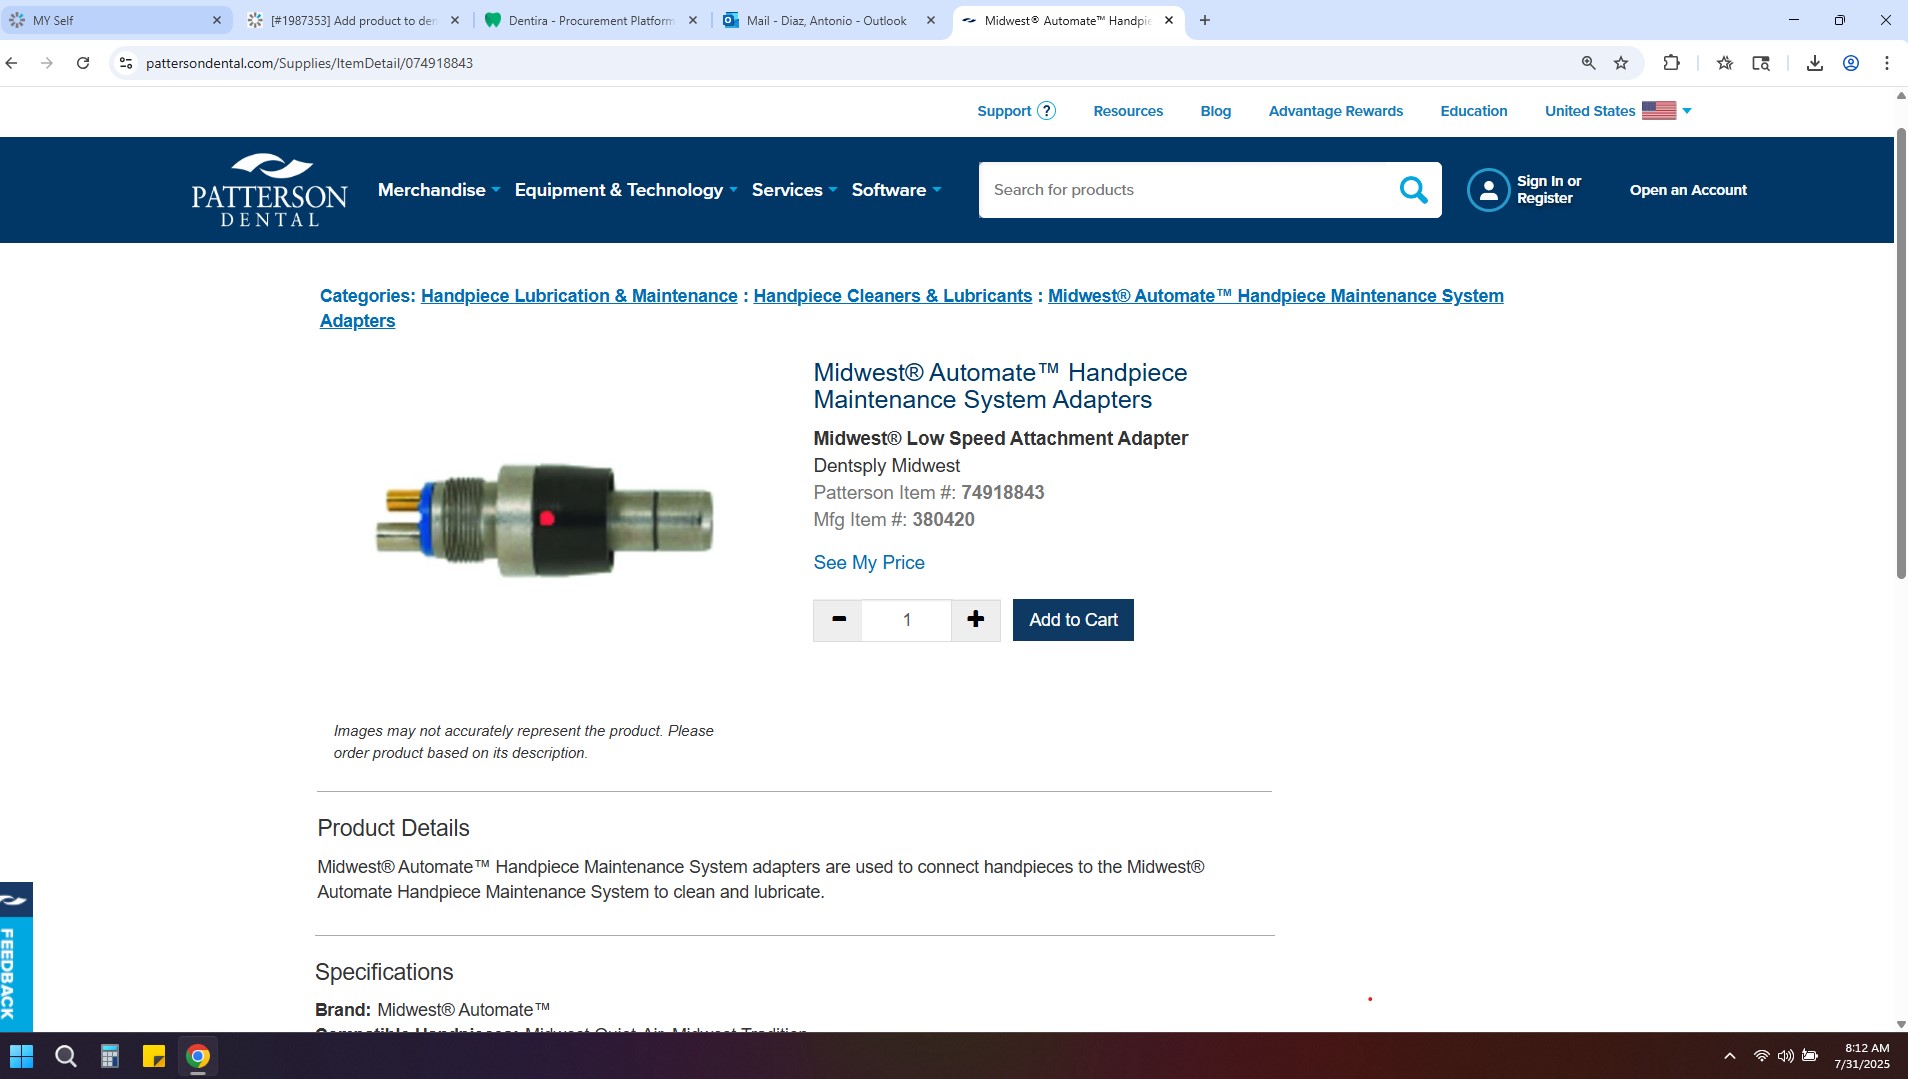 MY Self
[#1987353] Add product to den
Dentira - Procurement Platform
Mail - Diaz, Antonio - Outlook
Midwest® Automate™ Handpie
pattersondental.com/Supplies/ItemDetail/074918843
Support ?
Resources
Blog
Advantage Rewards
Education
United States
PATTERSON
DENTAL
Merchandise
Equipment & Technology
Services
Software
Search for products
Sign In or
Register
Open an Account
Categories: Handpiece Lubrication & Maintenance : Handpiece Cleaners & Lubricants : Midwest® Automate™ Handpiece Maintenance System
Adapters
Midwest® Automate™ Handpiece
Maintenance System Adapters
Midwest® Low Speed Attachment Adapter
Dentsply Midwest
Patterson Item #: 74918843
Mfg Item #: 380420
See My Price
1
Add to Cart
Images may not accurately represent the product. Please
order product based on its description.
Product Details
Midwest® Automate™ Handpiece Maintenance System adapters are used to connect handpieces to the Midwest®
Automate Handpiece Maintenance System to clean and lubricate.
Specifications
Brand: Midwest® Automate™
Compatible Handpieces: Midwest Quiet-Air, Midwest Tradition
FEEDBACK
8:12 AM
7/31/2025